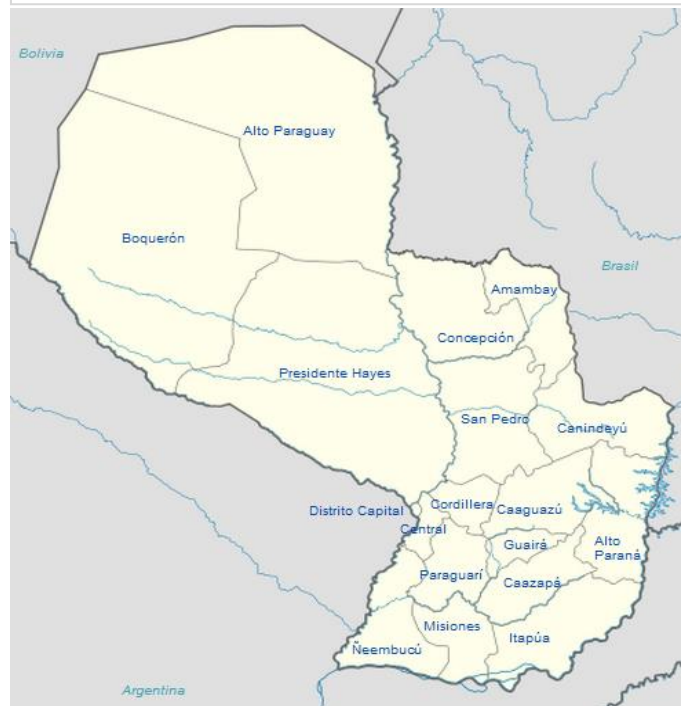 Bolivia
Alto Paraguay
Boquerón
Brasil
Amambay
Concepción
Presidente Hayes
San Pedro
Canindeyú
Distrito Capital
Cordillera
Caaguazú
Central
Guairá
Alto
Paraná
Paraguarí
Caazapá
Misiones
Itapúa
Ñeembucú
Argentina